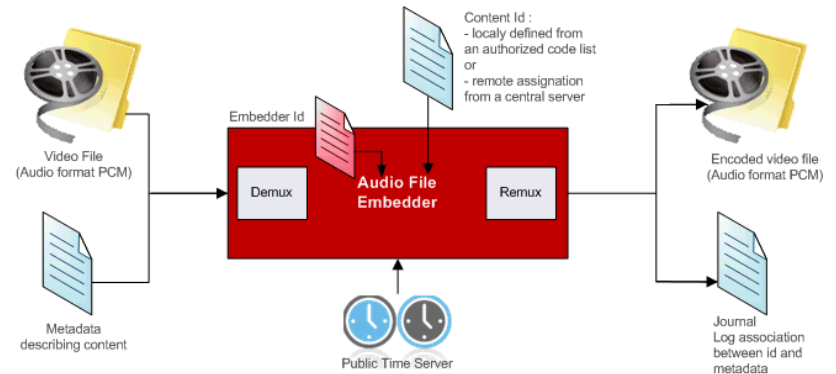 Content Id :
- localy defined from
an authorized code list
or
- remote assignation
from a central server
Embedder Id
Video File
(Audio format PCM)
Demux
Audio File
Embedder
Remux
Encoded video file
(Audio format PCM)
Metadata
describing content
Public Time Server
Journal
Log association
between id and
metadata